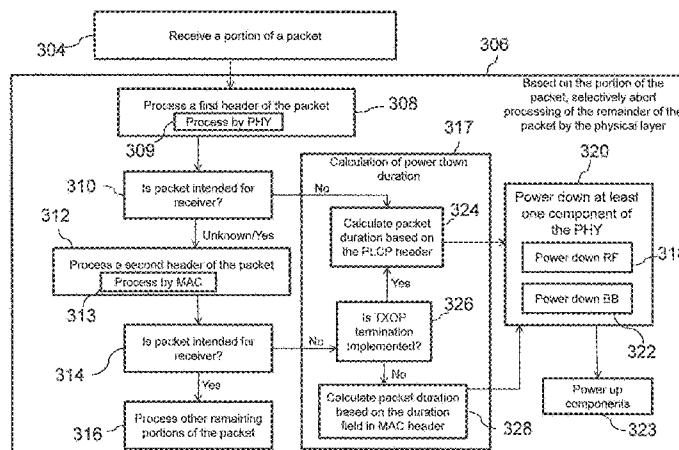 304
Receive a portion of a packet
306
Based on the portion of the
packet, selectively abort
processing of the remainder of the
packet by the physical layer
Process a first header of the packet
Process by PHY
308
309
317
Calculation of power down
duration
310
Is packet intended for
receiver?
No
324
Calculate packet
duration based on
the PLCP header
320
Power down at least
one component of
the PHY
Power down RF
318
Power down BB
322
312
Unknown/Yes
Process a second header of the packet
Process by MAC
313
Yes
326
Is TXOP
termination
implemented?
314
Is packet intended for
receiver?
No
No
Yes
316
Process other remaining
portions of the packet
Calculate packet duration
based on the duration
field in MAC header
328
Power up
components
323